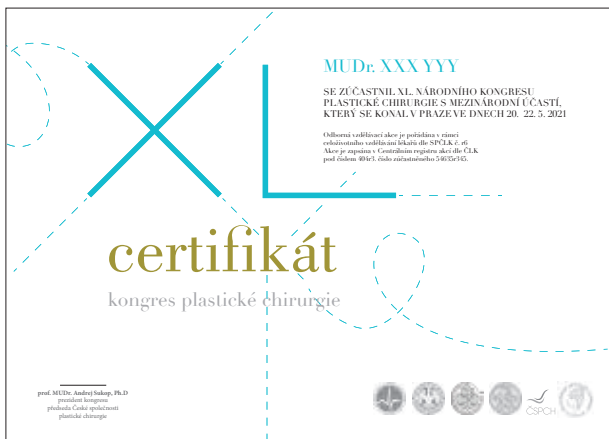 XL
MUDr. XXX YYY
SE ZÚČASTNIL XL. NÁRODNÍHO KONGRESU
PLASTICKÉ CHIRURGIE S MEZINÁRODNÍ ÚČASTÍ,
KTERÝ SE KONAL V PRAZE VE DNECH 20. 22. 5. 2021
Odborná vzdělávací akce je pořádána v rámci
celoživotního vzdělávání lékařů dle SPČLK č. 16
Akce je zapsána v Centrálním registru akcí dle ČLK
pod číslem 40413. číslo zúčastněného 54635r345.
certifikát
kongres plastické chirurgie
prof. MUDr. Andrej Sukop, Ph.D
prezident kongresu
předseda České společnosti
plastické chirurgie
ČSPCH